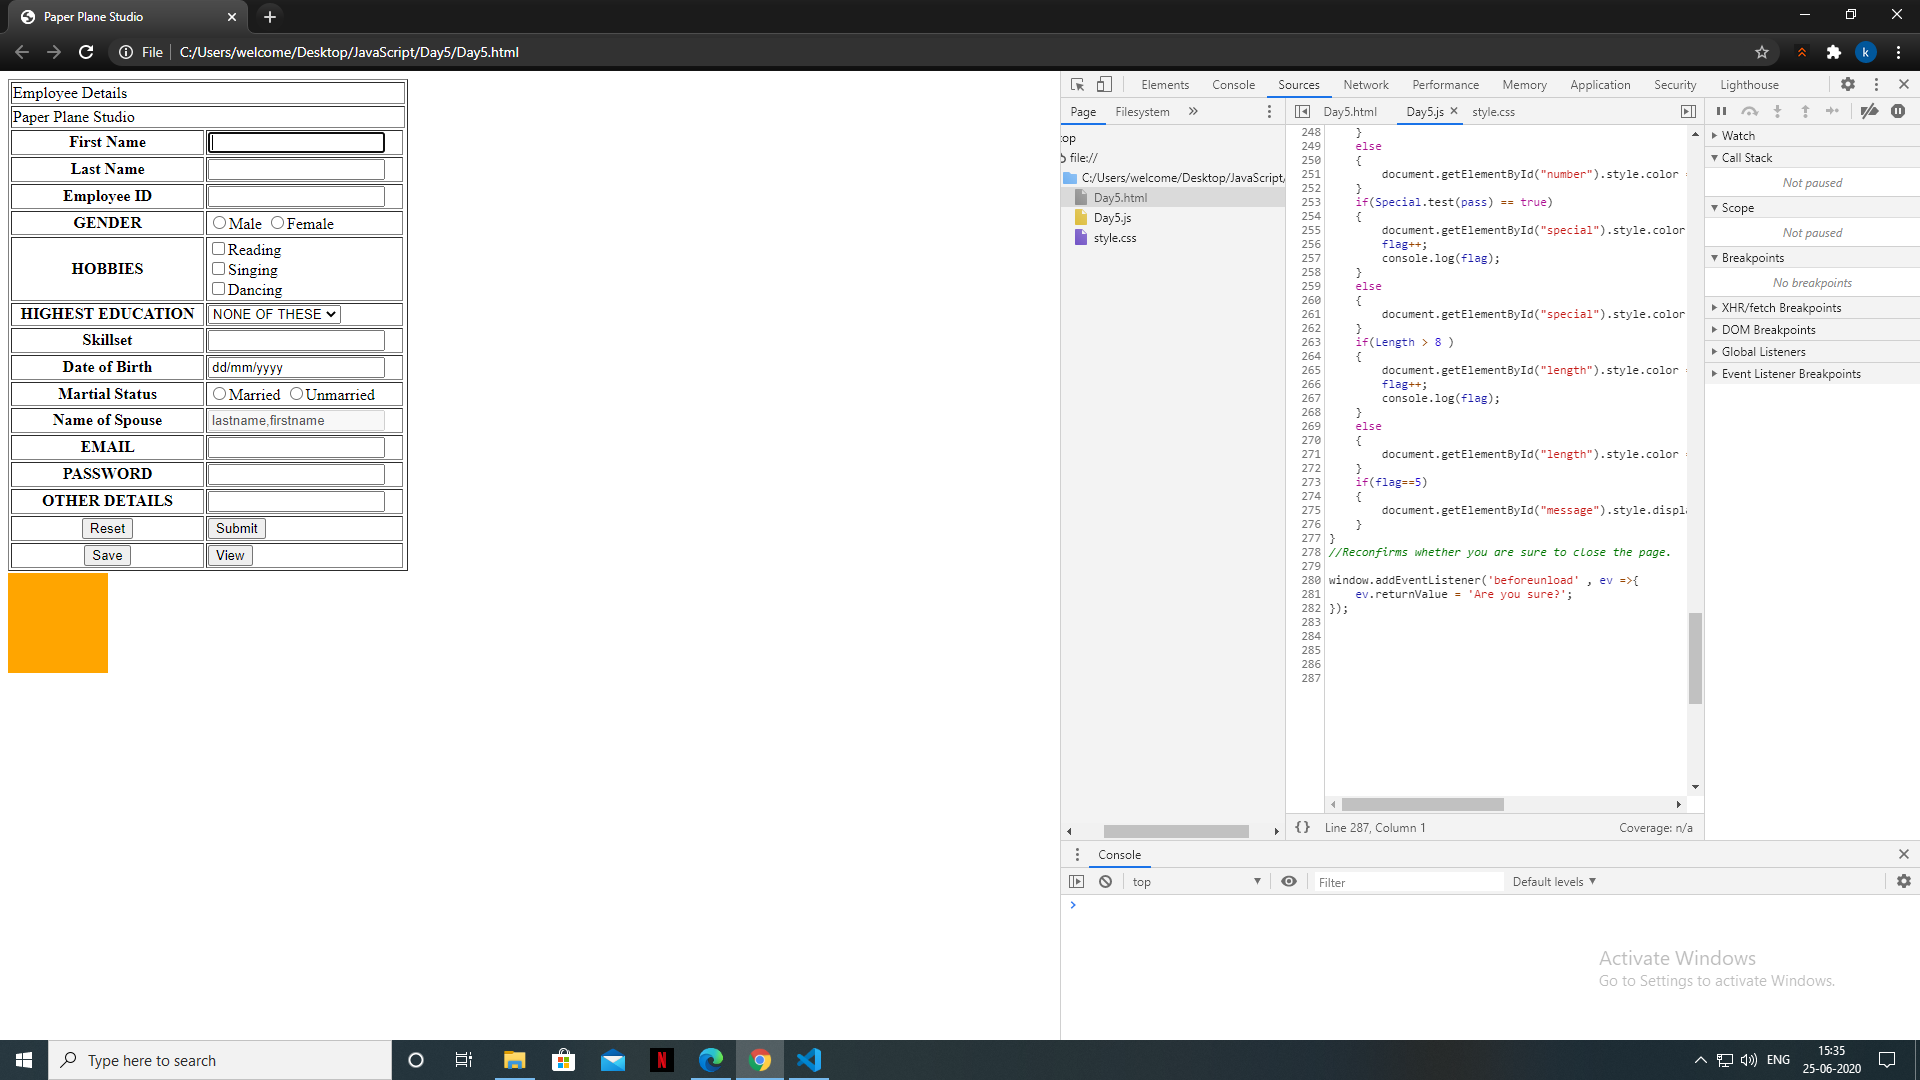 Paper Plane Studio
File C:/Users/welcome/Desktop/JavaScript/Day5/Day5.html
k
Employee Details
Paper Plane Studio
First Name
Last Name
Employee ID
GENDER Male Female
HOBBIES Reading
Singing
Dancing
HIGHEST EDUCATION NONE OF THESE
Skillset
Date of Birth dd/mm/yyyy
Martial Status Married Unmarried
Name of Spouse lastname,firstname
EMAIL
PASSWORD
OTHER DETAILS
Reset Submit
Save View
Elements Console Sources Network Performance Memory Application Security Lighthouse
Page Filesystem
top
file://
C:/Users/welcome/Desktop/JavaScript/
Day5.html
Day5.js
style.css
Day5.html Day5.js style.css
248 }
249 else
250 {
251 document.getElementById("number").style.color =
252 }
253 if(Special.test(pass) == true)
254 {
255 document.getElementById("special").style.color
256 flag++;
257 console.log(flag);
258 }
259 else
260 {
261 document.getElementById("special").style.color
262 }
263 if(Length > 8 )
264 {
265 document.getElementById("length").style.color =
266 flag++;
267 console.log(flag);
268 }
269 else
270 {
271 document.getElementById("length").style.color =
272 }
273 if(flag==5)
274 {
275 document.getElementById("message").style.displa
276 }
277 }
278 //Reconfirms whether you are sure to close the page.
279
280 window.addEventListener('beforeunload' , ev =>{
281 ev.returnValue = 'Are you sure?';
282 });
283
284
285
286
287
{} Line 287, Column 1 Coverage: n/a
Watch
Call Stack
Not paused
Scope
Not paused
Breakpoints
No breakpoints
XHR/fetch Breakpoints
DOM Breakpoints
Global Listeners
Event Listener Breakpoints
Console
top Filter Default levels
Activate Windows
Go to Settings to activate Windows.
Type here to search
N
ENG
15:35
25-06-2020